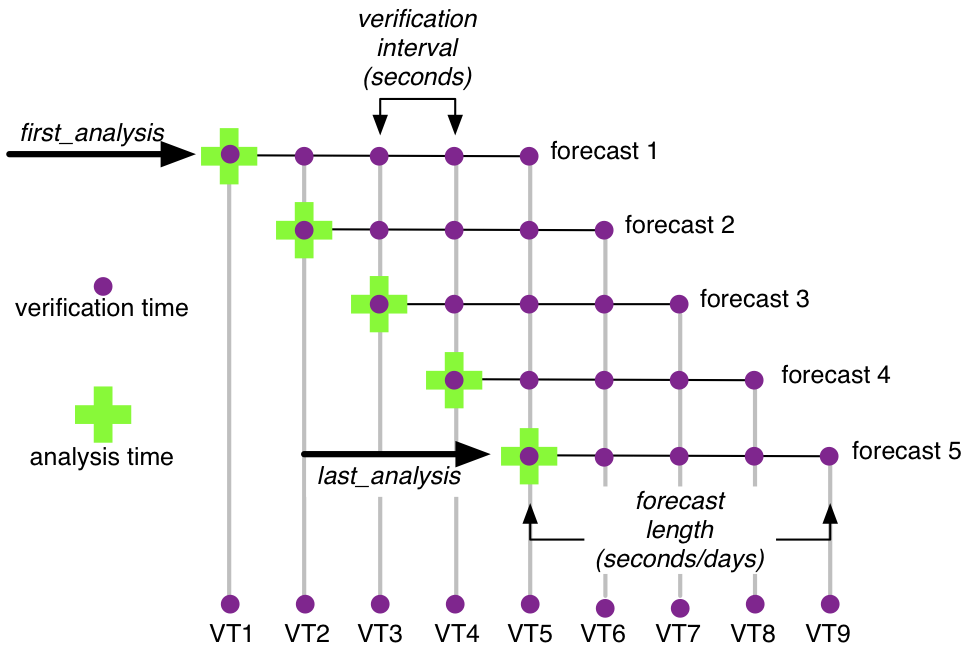 verification
interval
(seconds)
first_analysis
forecast 1
forecast 2
verification time
forecast 3
forecast 4
analysis time
last_analysis
forecast 5
forecast
length
(seconds/days)
VT1 VT2 VT3 VT4 VT5 VT6 VT7 VT8 VT9